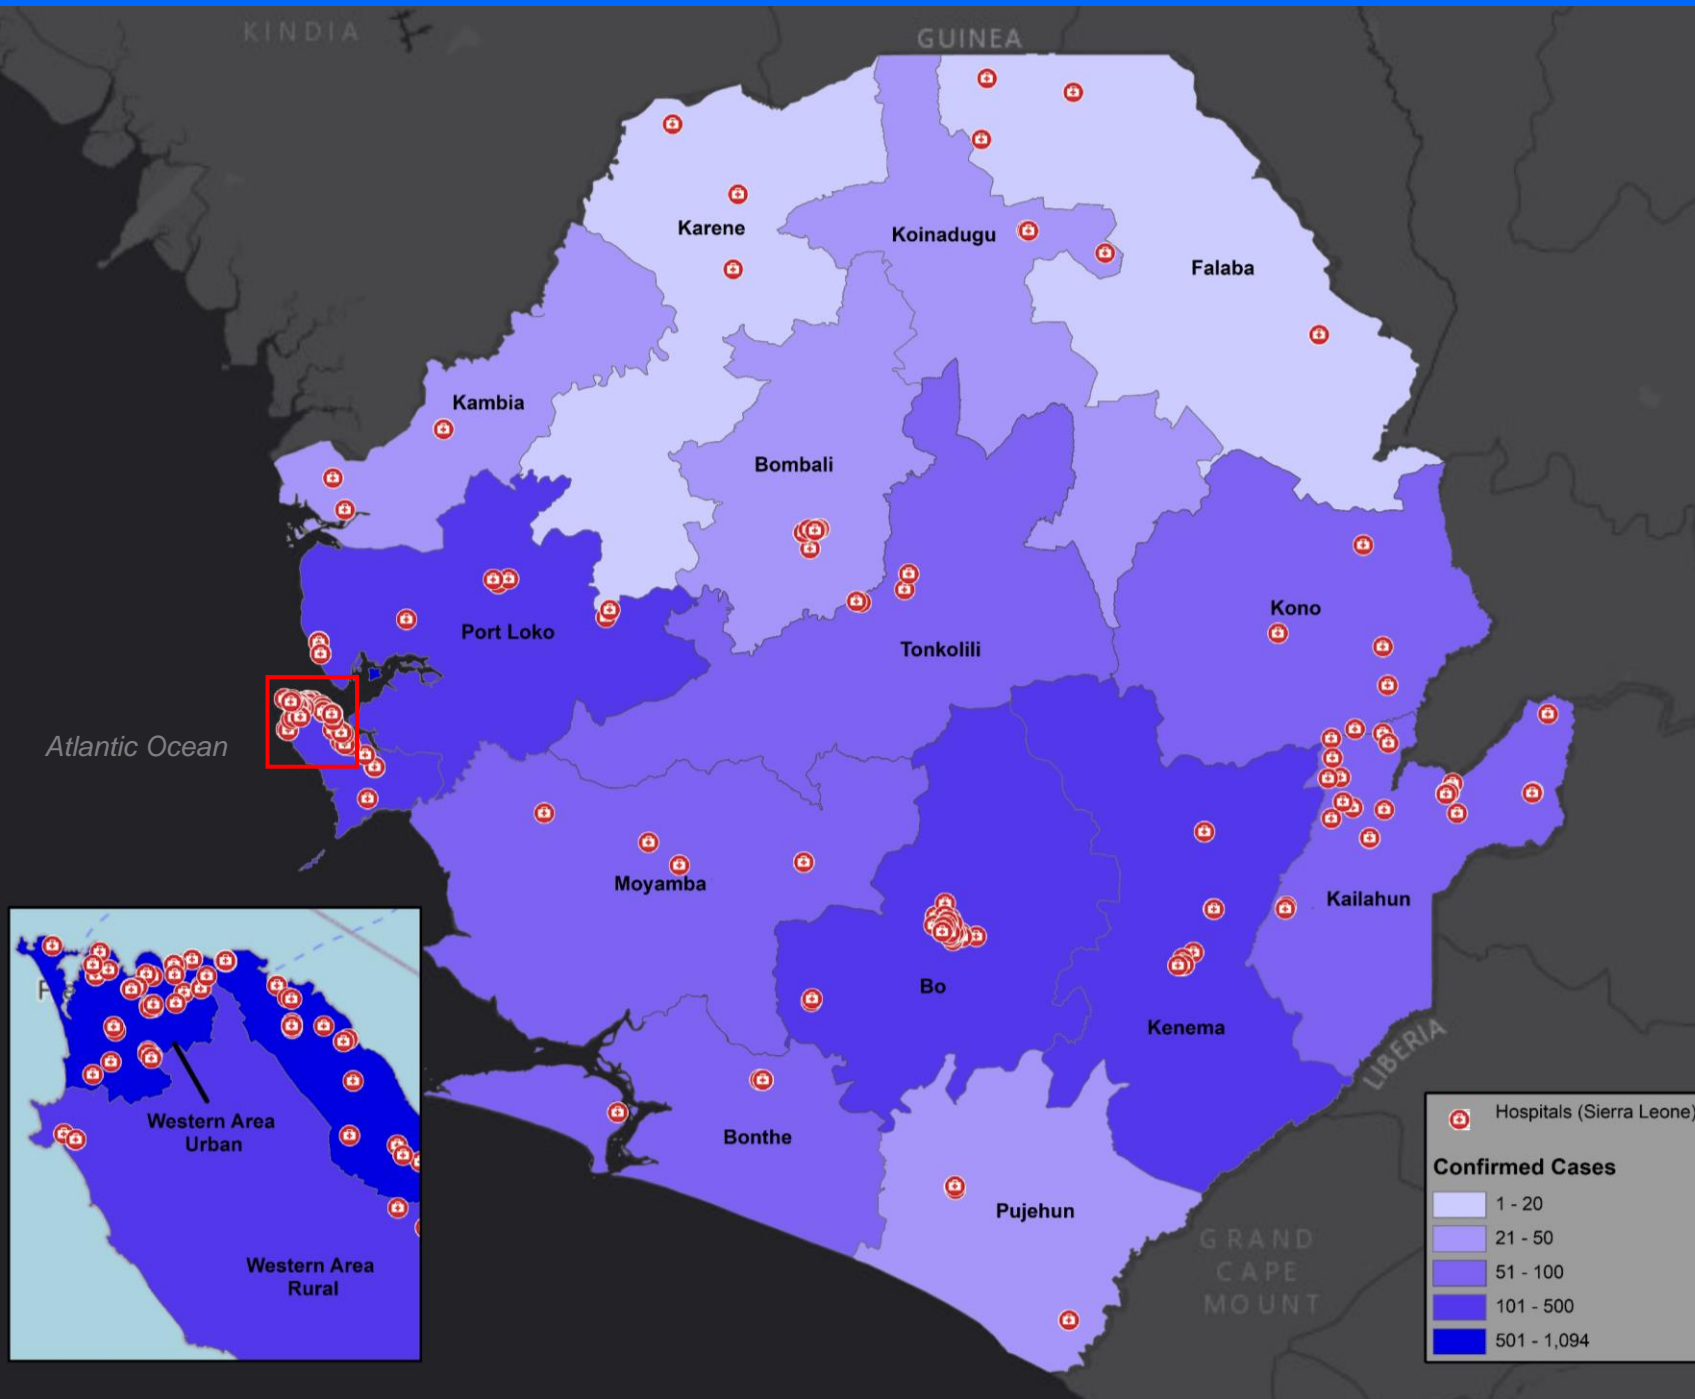 KINDIA
GUINEA
Karene
Koinadugu
Falaba
Kambia
Bombali
Kono
Port Loko
Tonkolili
Atlantic Ocean
Moyamba
Kailahun
Bo
Kenema
LIBERIA
Bonthe
Pujehun
GRAND
CAPE
MOUNT
Western Area
Urban
Western Area
Rural
Hospitals (Sierra Leone)
Confirmed Cases
1 - 20
21 - 50
51 - 100
101 - 500
501 - 1,094